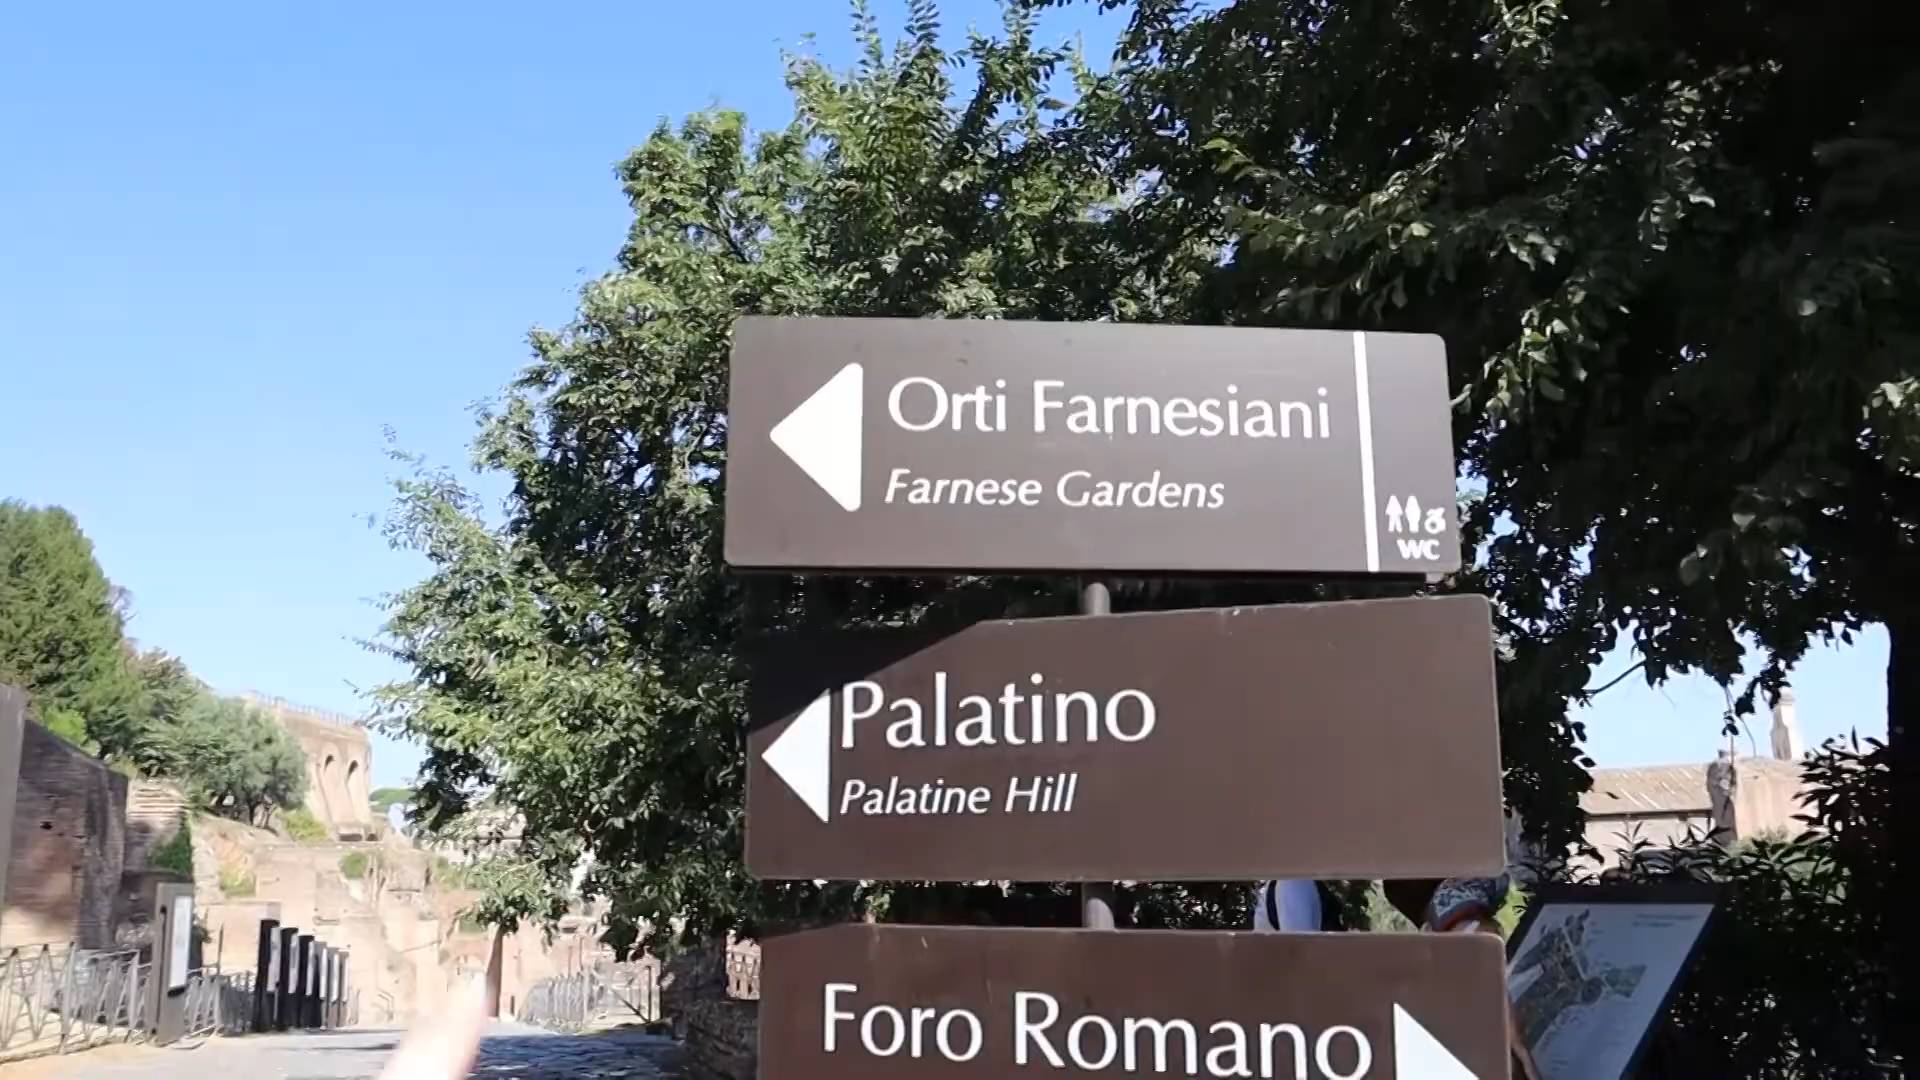 Orti Farnesiani
Farnese Gardens
WC
Palatino
Palatine Hill
Foro Romano